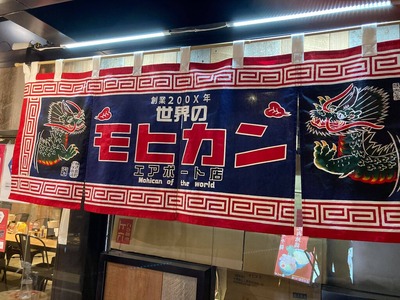 創業200X年
世界の
モヒカン
エアポート店
Mohican of the world